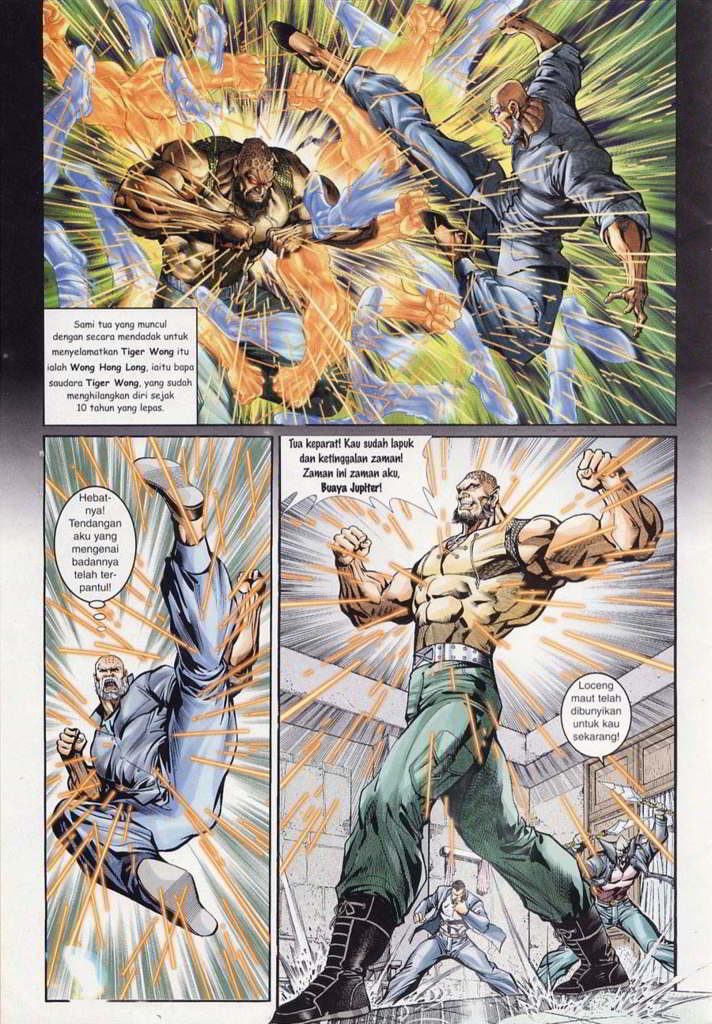 Sami tua yang muncul
dengan secara mendadak untuk
menyelamatkan Tiger Wong itu
ialah Wong Hong Long, iaitu bapa
saudara Tiger Wong, yang sudah
menghilangkan diri sejak
10 tahun yang lepas.
Hebat-
nya!
Tendangan
aku yang
mengenai
badannya
telah ter-
pantul!
Tua keparat! Kau sudah lapuk
dan ketinggalan zaman!
Zaman ini zaman aku,
Buaya Jupiter!
Loceng
maut telah
dibunyikan
untuk kau
sekarang!